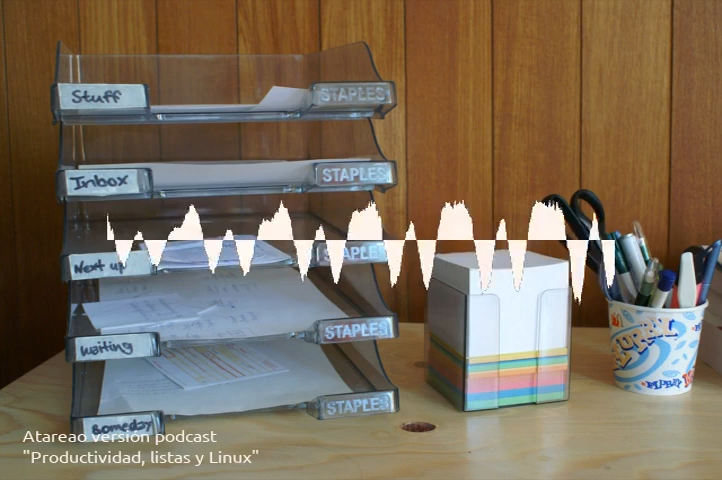 Stuff
STAPLES
Inbox
STAPLES
Next up
STAPLES
Waiting
STAPLES
Someday
STAPLES
Atareao versión podcast
"Productividad, listas y Linux"